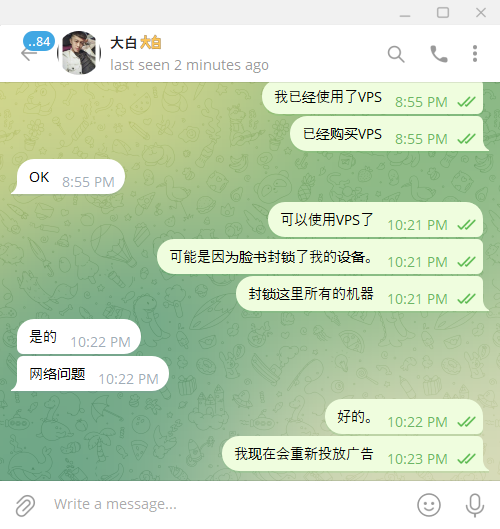 ..84
大白 大白
last seen 2 minutes ago
我已经使用了VPS 8:55 PM
已经购买VPS 8:55 PM
OK 8:55 PM
可以使用VPS了 10:21 PM
可能是因为脸书封锁了我的设备。 10:21 PM
封锁这里所有的机器 10:21 PM
是的 10:22 PM
网络问题 10:22 PM
好的。 10:22 PM
我现在会重新投放广告 10:23 PM
Write a message...